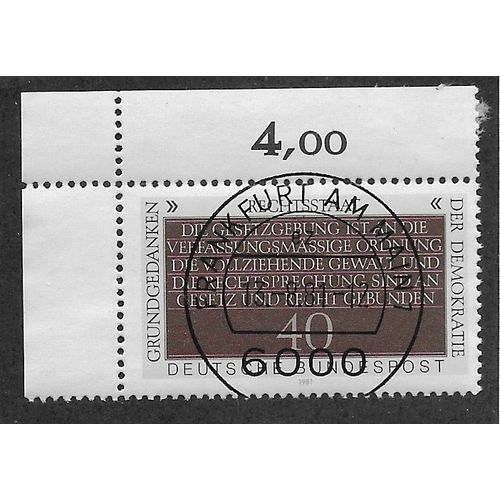 4,00
» RECHTSSTAAT «
GRUNDGEDANKEN
DER DEMOKRATIE
DIE GESETZGEBUNG IST AN DIE
VERFASSUNGSMÄSSIGE ORDNUNG
DIE VOLLZIEHENDE GEWALT UND
DIE RECHTSPRECHUNG SIND AN
GESETZ UND RECHT GEBUNDEN
40
DEUTSCHE BUNDESPOST
1981
FRANKFURT AM MAIN
6000